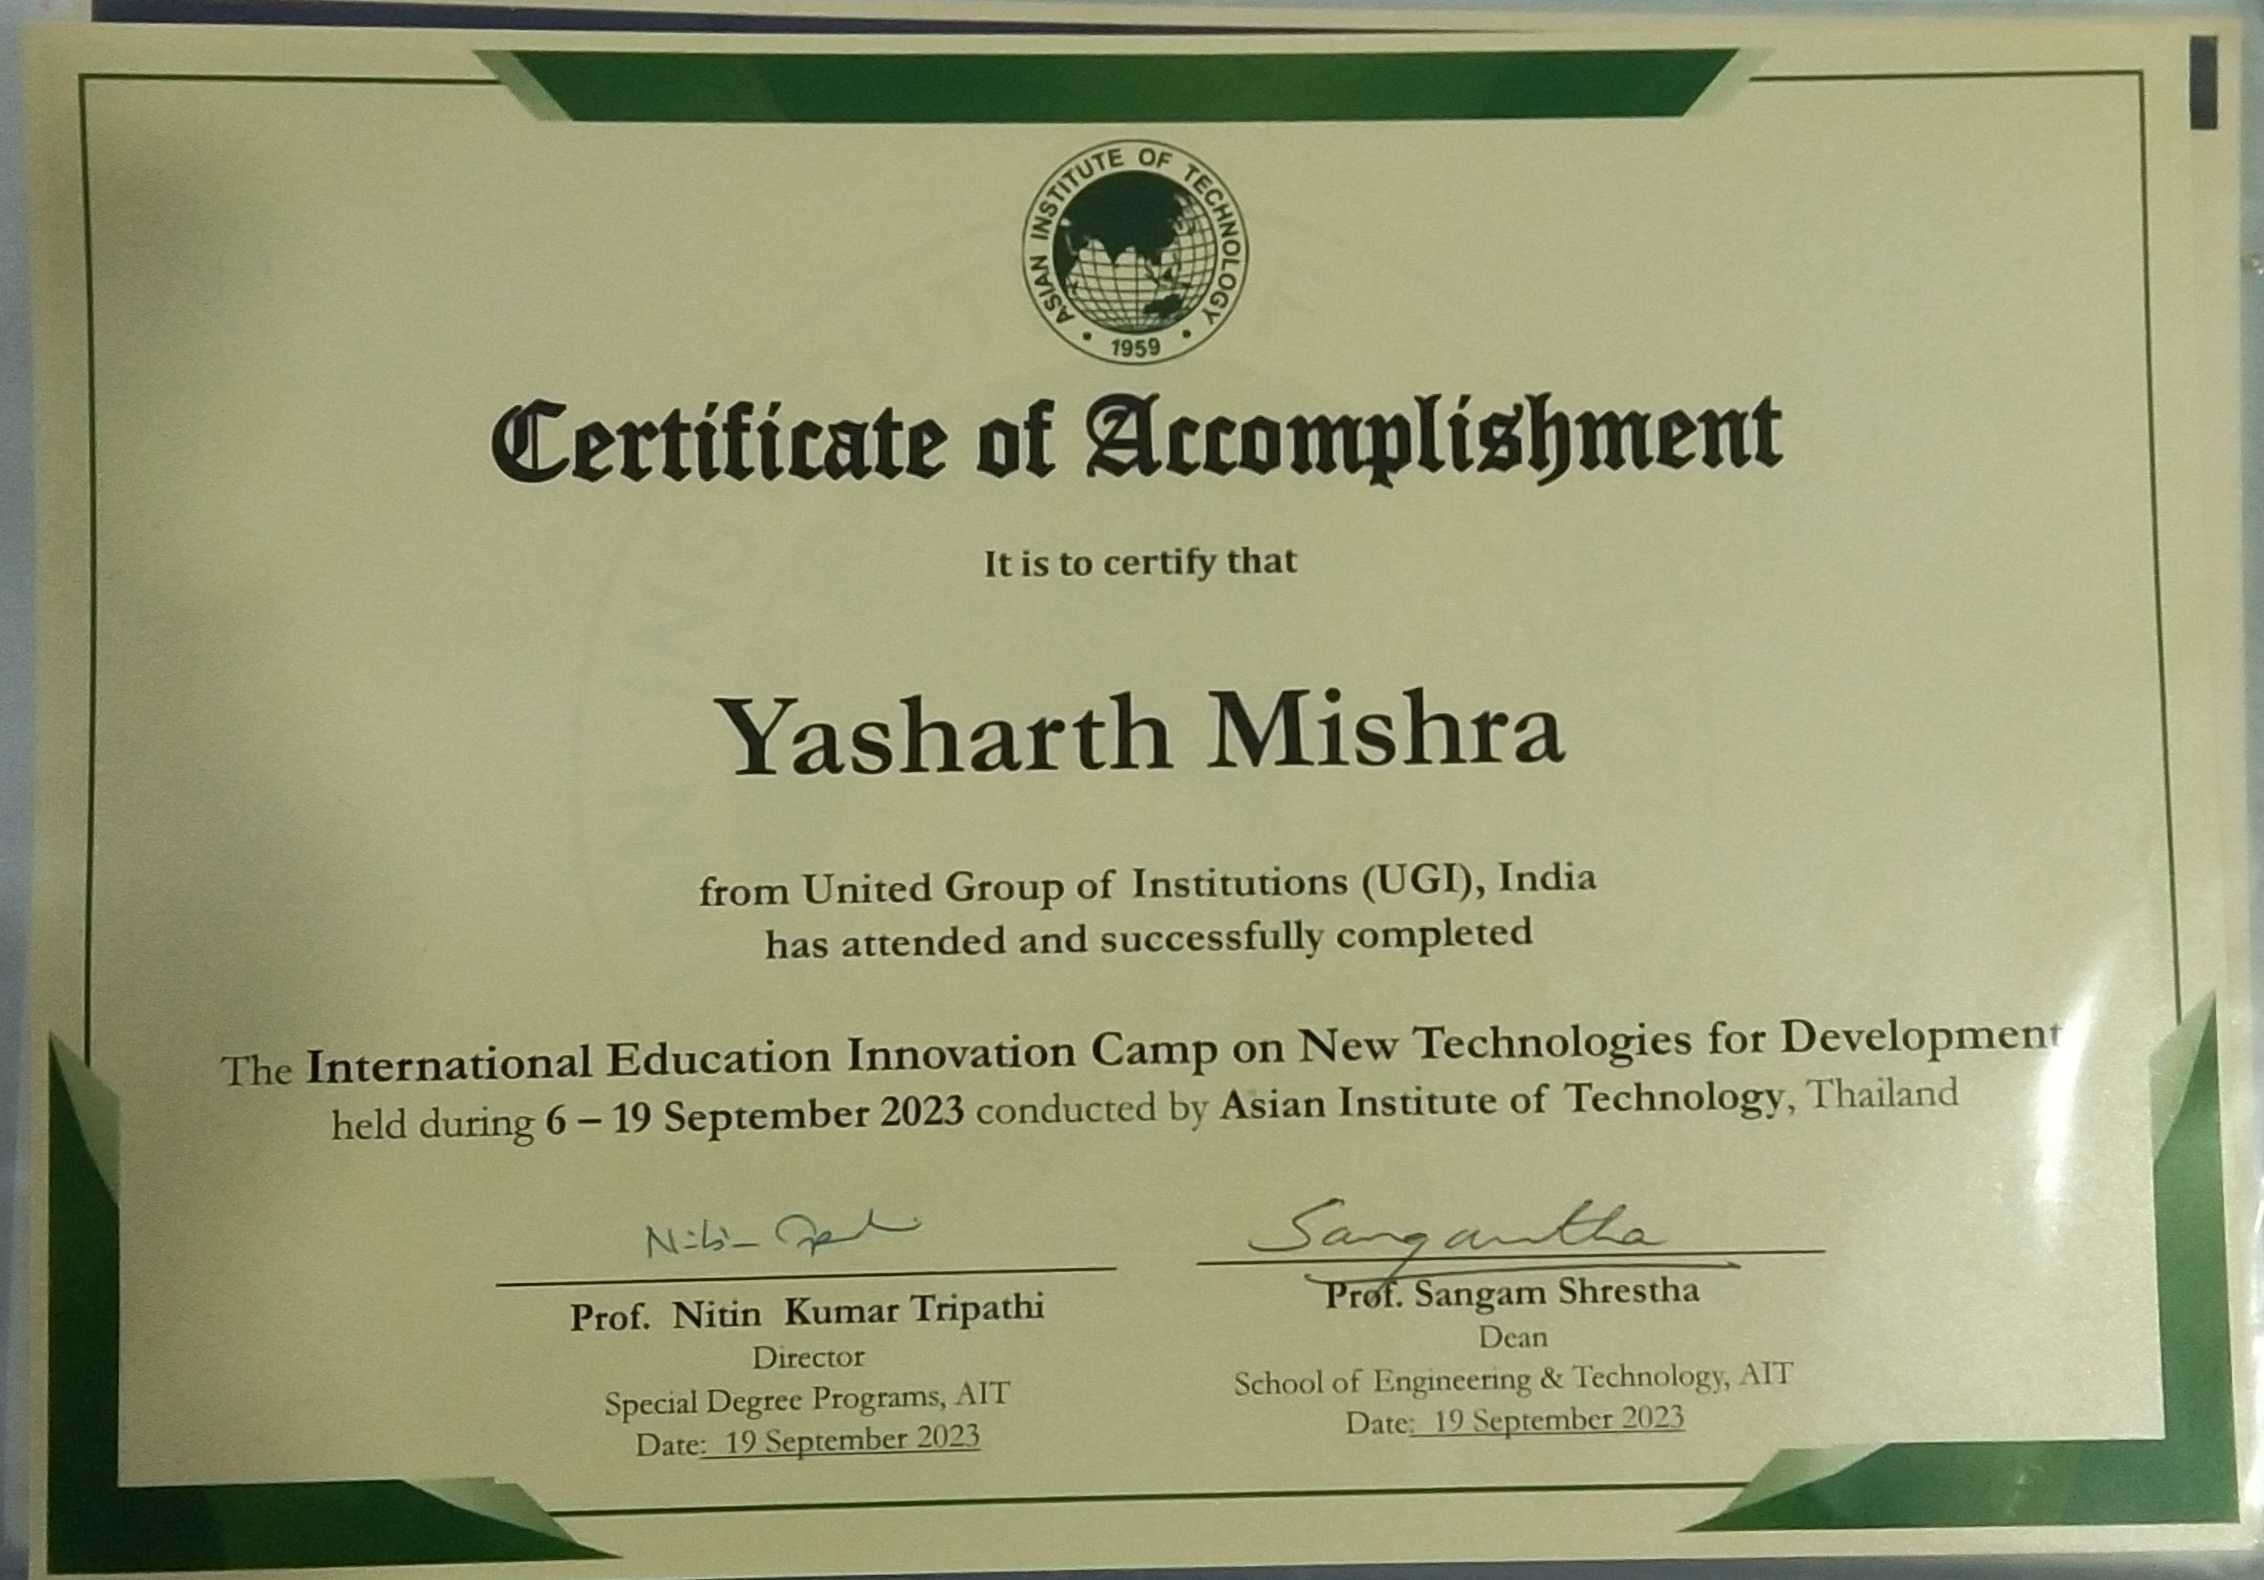 ASIAN INSTITUTE OF TECHNOLOGY
1959
Certificate of Accomplishment
It is to certify that
Yasharth Mishra
from United Group of Institutions (UGI), India
has attended and successfully completed
The International Education Innovation Camp on New Technologies for Development
held during 6 – 19 September 2023 conducted by Asian Institute of Technology, Thailand
Sangamtha
Prof. Nitin Kumar Tripathi
Director
Special Degree Programs, AIT
Date: 19 September 2023
Prof. Sangam Shrestha
Dean
School of Engineering & Technology, AIT
Date: 19 September 2023